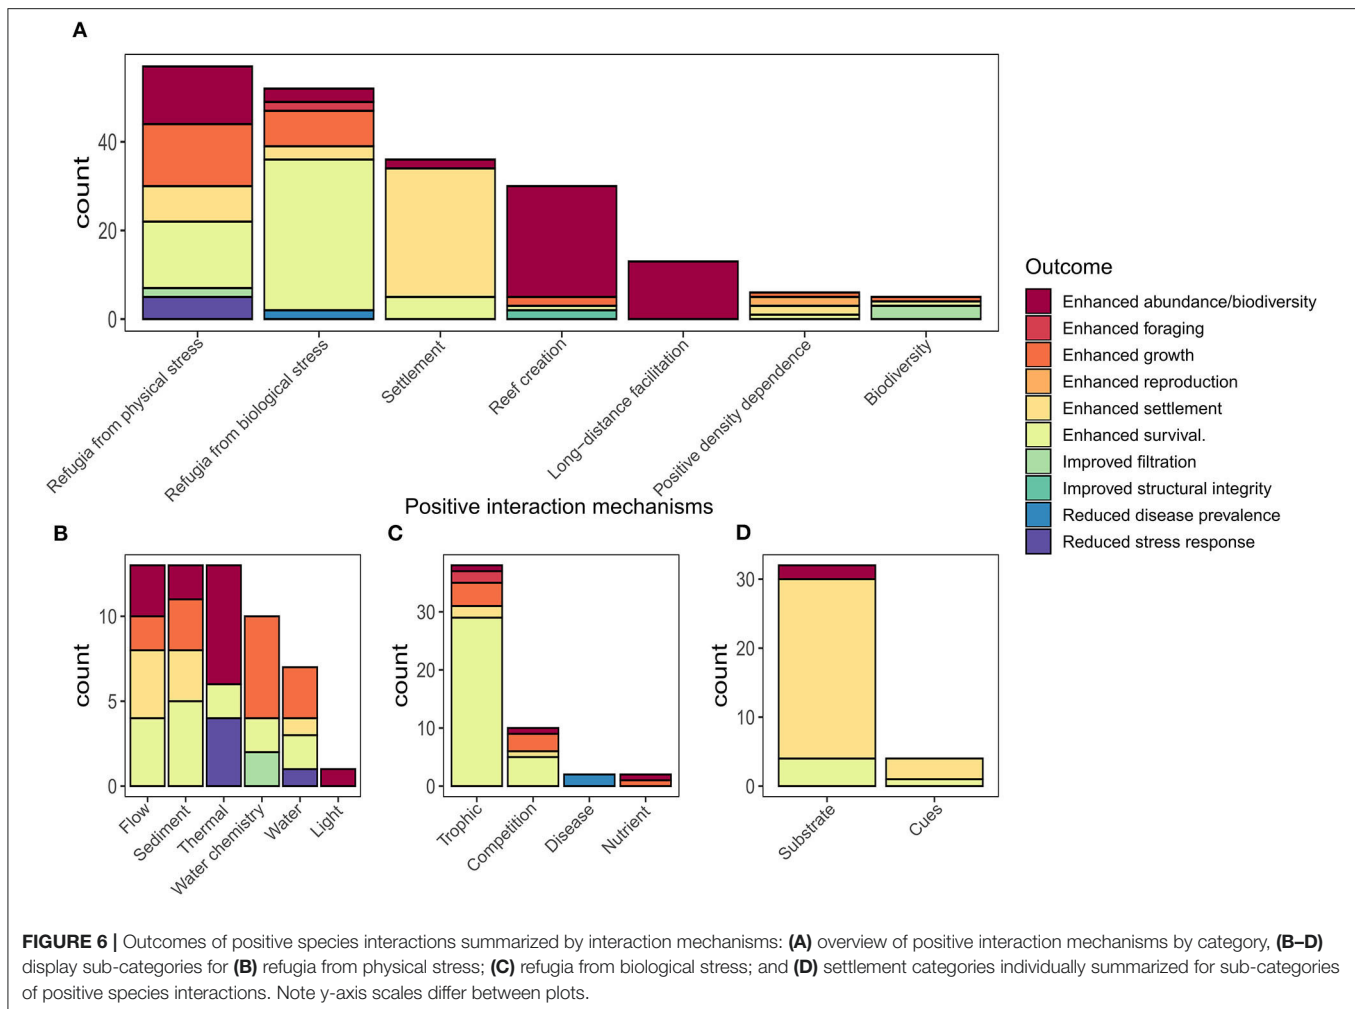 A
count
40
20
0
Refugia from physical stress
Refugia from biological stress
Settlement
Reef creation
Long−distance facilitation
Positive density dependence
Biodiversity
Positive interaction mechanisms
Outcome
Enhanced abundance/biodiversity
Enhanced foraging
Enhanced growth
Enhanced reproduction
Enhanced settlement
Enhanced survival.
Improved filtration
Improved structural integrity
Reduced disease prevalence
Reduced stress response
B
count
10
5
0
Flow
Sediment
Thermal
Water chemistry
Water
Light
C
count
30
20
10
0
Trophic
Competition
Disease
Nutrient
D
count
30
20
10
0
Substrate
Cues
FIGURE 6 | Outcomes of positive species interactions summarized by interaction mechanisms: (A) overview of positive interaction mechanisms by category, (B–D)
display sub-categories for (B) refugia from physical stress; (C) refugia from biological stress; and (D) settlement categories individually summarized for sub-categories
of positive species interactions. Note y-axis scales differ between plots.